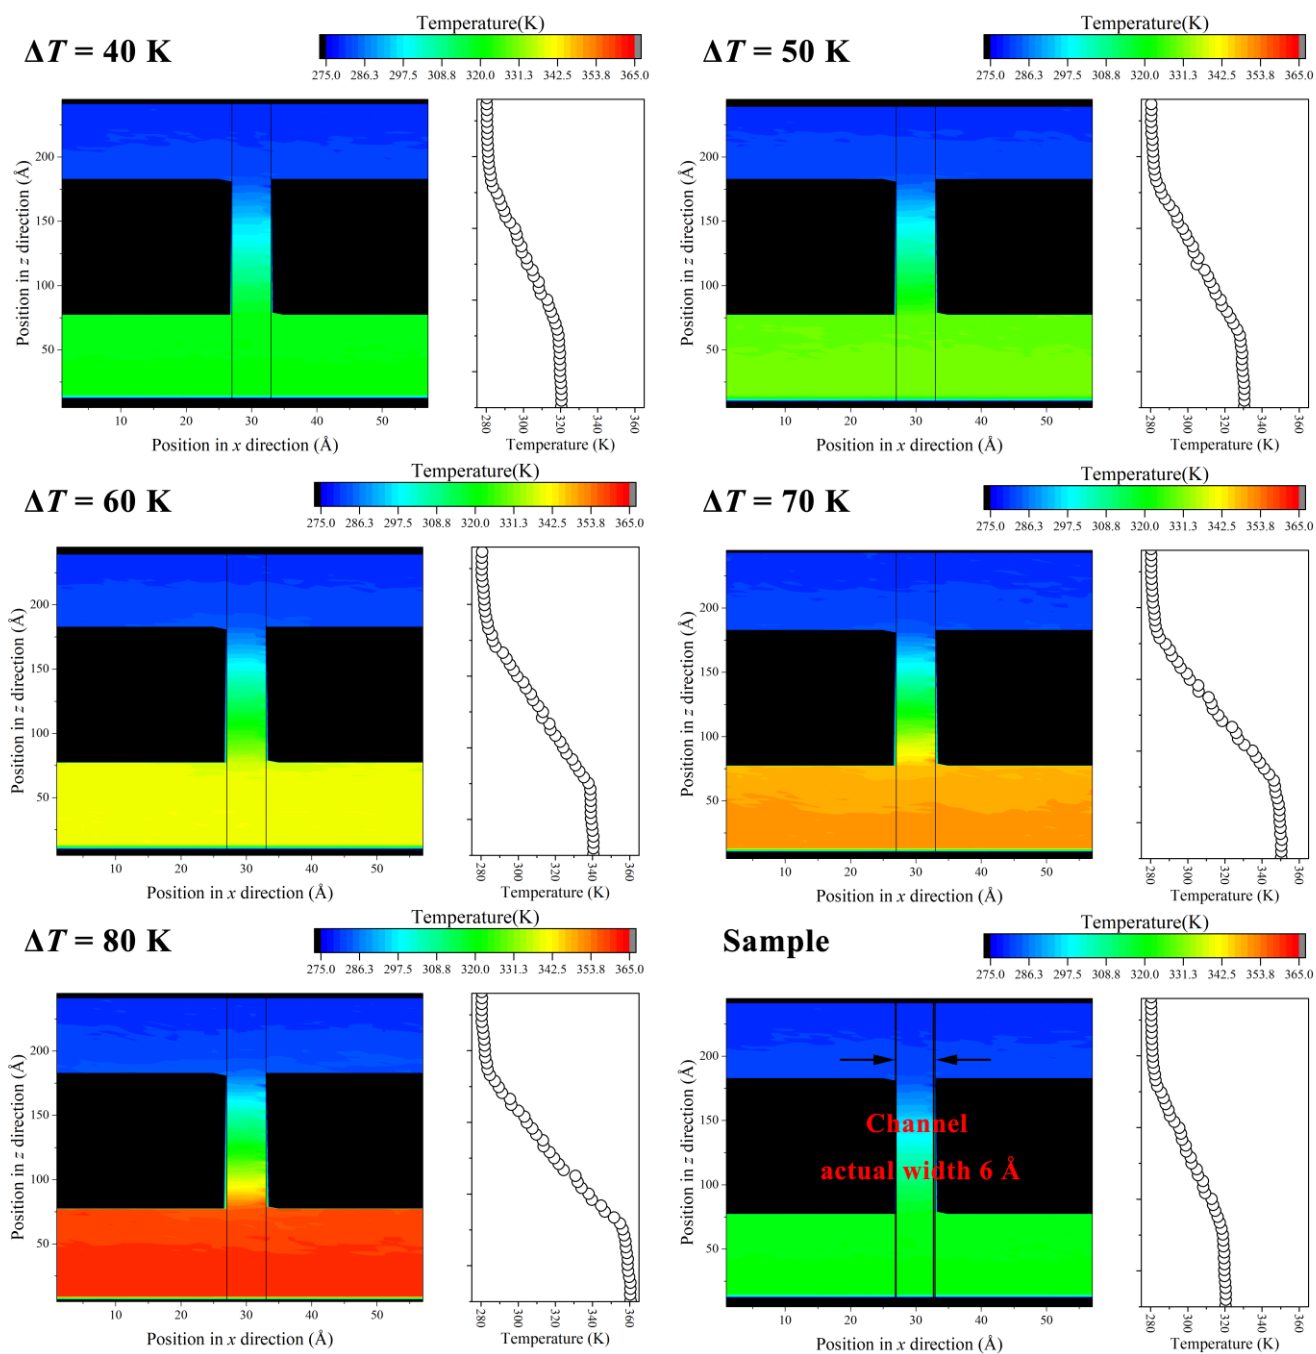 Temperature(K)
ΔT = 40 K
275.0 286.3 297.5 308.8 320.0 331.3 342.5 353.8 365.0
Position in z direction (Å)
200
150
100
50
10 20 30 40 50
Position in x direction (Å)
280 300 320 340 360
Temperature (K)
Temperature(K)
ΔT = 50 K
275.0 286.3 297.5 308.8 320.0 331.3 342.5 353.8 365.0
Position in z direction (Å)
200
150
100
50
10 20 30 40 50
Position in x direction (Å)
280 300 320 340 360
Temperature (K)
Temperature(K)
ΔT = 60 K
275.0 286.3 297.5 308.8 320.0 331.3 342.5 353.8 365.0
Position in z direction (Å)
200
150
100
50
10 20 30 40 50
Position in x direction (Å)
280 300 320 340 360
Temperature (K)
Temperature(K)
ΔT = 70 K
275.0 286.3 297.5 308.8 320.0 331.3 342.5 353.8 365.0
Position in z direction (Å)
200
150
100
50
10 20 30 40 50
Position in x direction (Å)
280 300 320 340 360
Temperature (K)
Temperature(K)
ΔT = 80 K
275.0 286.3 297.5 308.8 320.0 331.3 342.5 353.8 365.0
Position in z direction (Å)
200
150
100
50
10 20 30 40 50
Position in x direction (Å)
280 300 320 340 360
Temperature (K)
Temperature(K)
Sample
275.0 286.3 297.5 308.8 320.0 331.3 342.5 353.8 365.0
Position in z direction (Å)
200
150
100
50
Channel
actual width 6 Å
10 20 30 40 50
Position in x direction (Å)
280 300 320 340 360
Temperature (K)